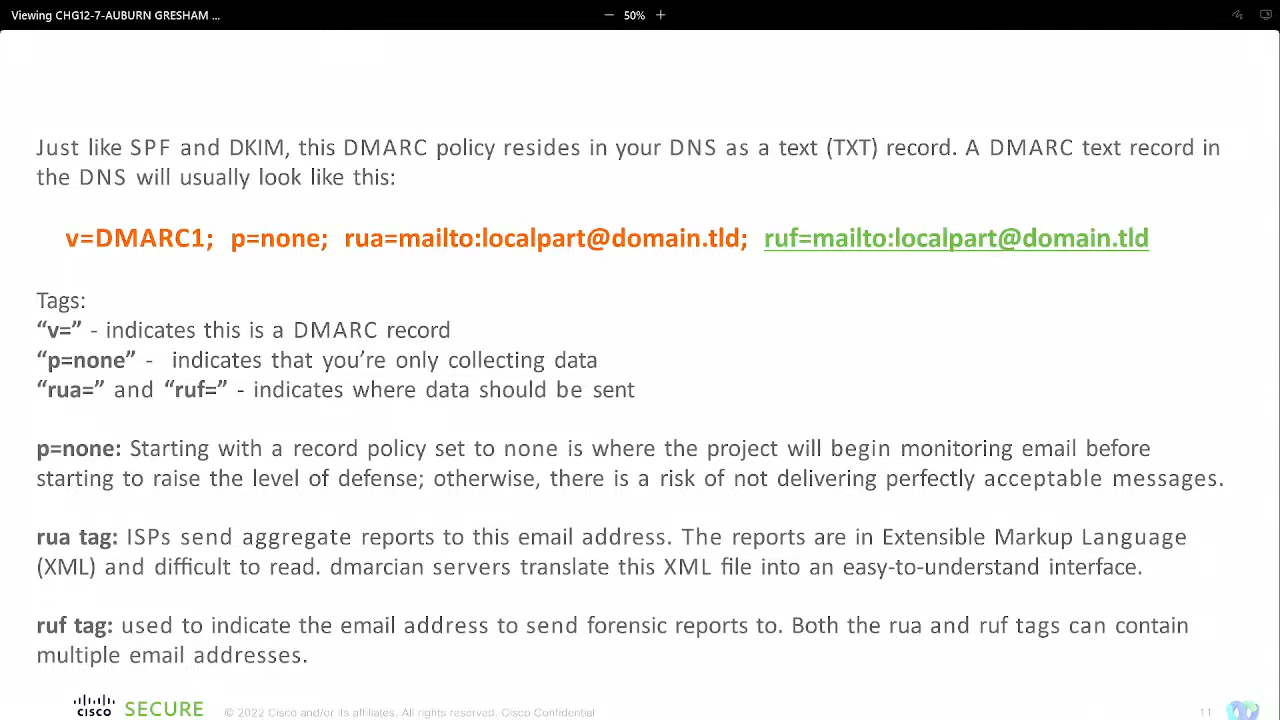 Viewing CHG12-7-AUBURN GRESHAM ...
— 50% +
Just like SPF and DKIM, this DMARC policy resides in your DNS as a text (TXT) record. A DMARC text record in
the DNS will usually look like this:
v=DMARC1; p=none; rua=mailto:localpart@domain.tld; ruf=mailto:localpart@domain.tld
Tags:
“v=” - indicates this is a DMARC record
“p=none” - indicates that you’re only collecting data
“rua=” and “ruf=” - indicates where data should be sent
p=none: Starting with a record policy set to none is where the project will begin monitoring email before
starting to raise the level of defense; otherwise, there is a risk of not delivering perfectly acceptable messages.
rua tag: ISPs send aggregate reports to this email address. The reports are in Extensible Markup Language
(XML) and difficult to read. dmarcian servers translate this XML file into an easy-to-understand interface.
ruf tag: used to indicate the email address to send forensic reports to. Both the rua and ruf tags can contain
multiple email addresses.
CISCO SECURE © 2022 Cisco and/or its affiliates. All rights reserved. Cisco Confidential 11